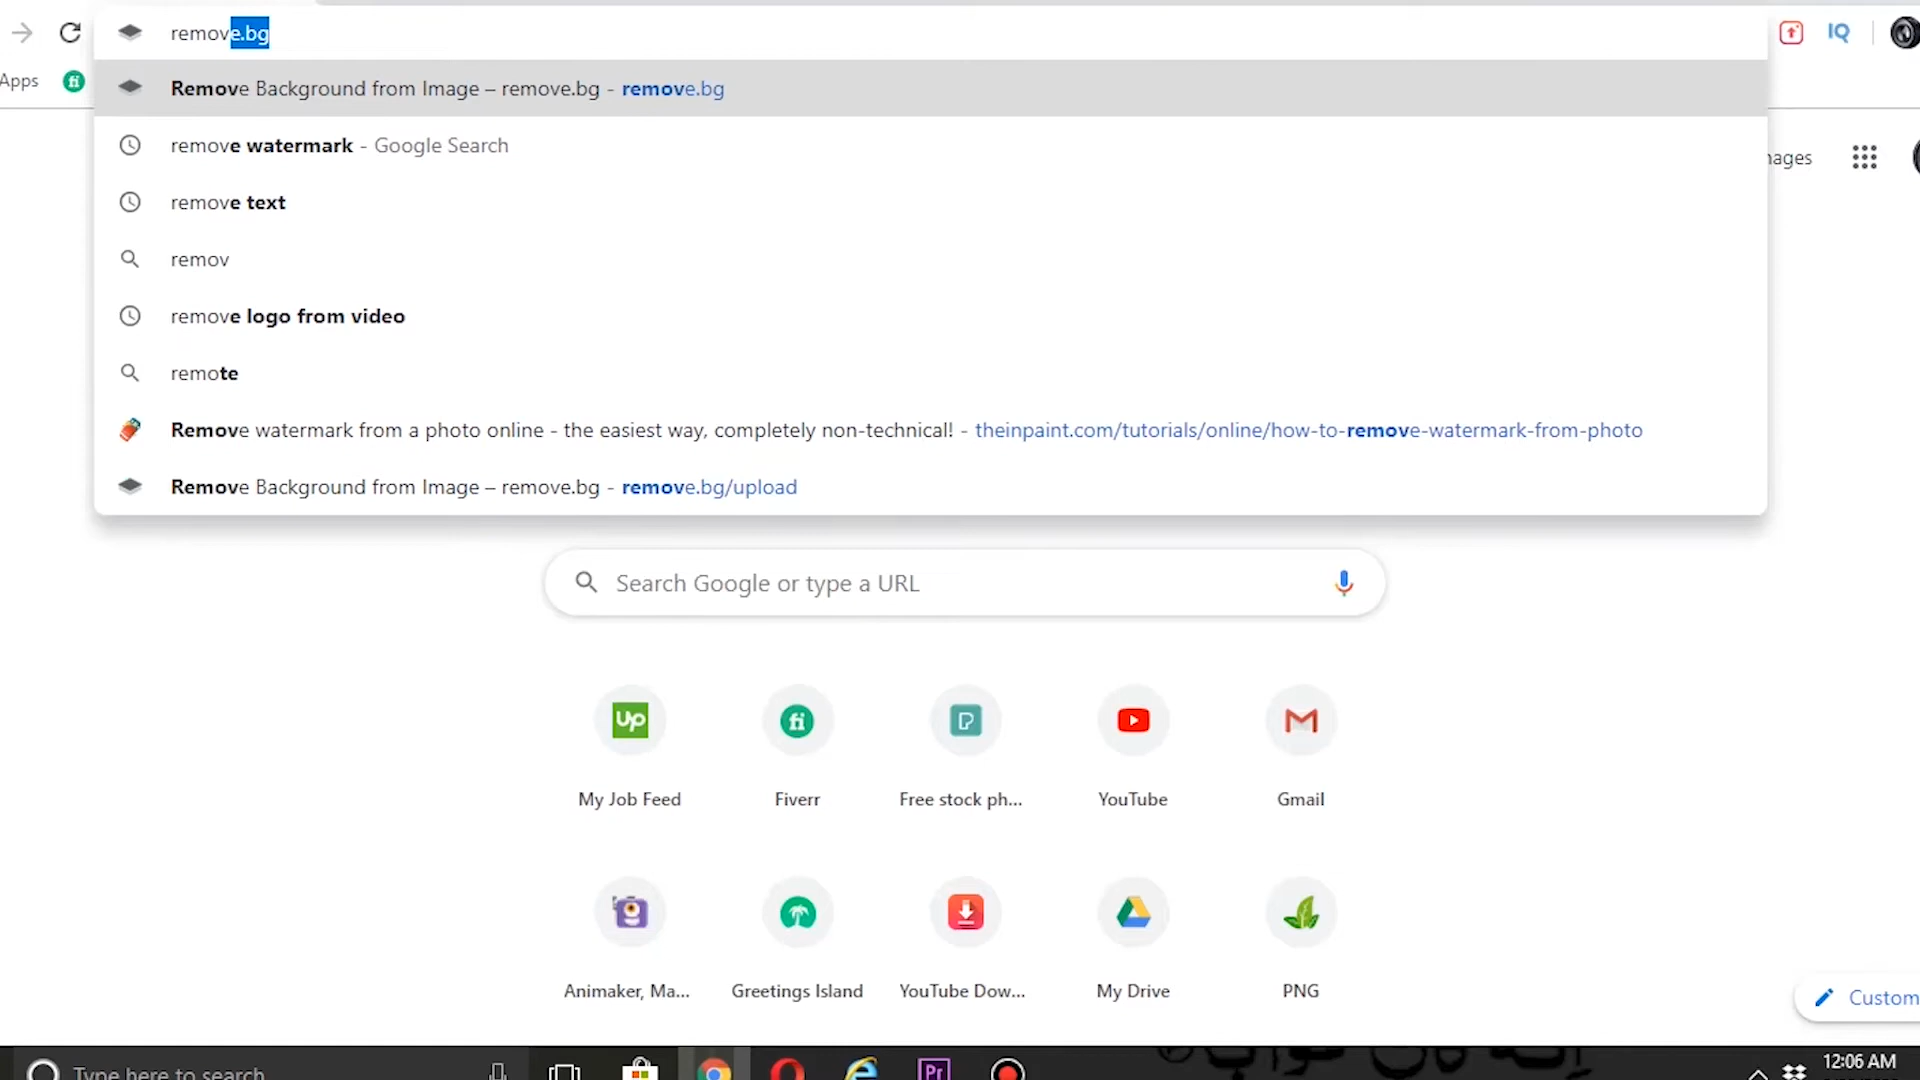 remove.bg
Apps
Remove Background from Image – remove.bg - remove.bg
remove watermark - Google Search
remove text
remov
remove logo from video
remote
Remove watermark from a photo online - the easiest way, completely non-technical! - theinpaint.com/tutorials/online/how-to-remove-watermark-from-photo
Remove Background from Image – remove.bg - remove.bg/upload
IQ
mages
Search Google or type a URL
Up
fi
My Job Feed
Fiverr
Free stock ph...
YouTube
Gmail
Animaker, Ma...
Greetings Island
YouTube Dow...
My Drive
PNG
Custom
Type here to search
Pr
12:06 AM